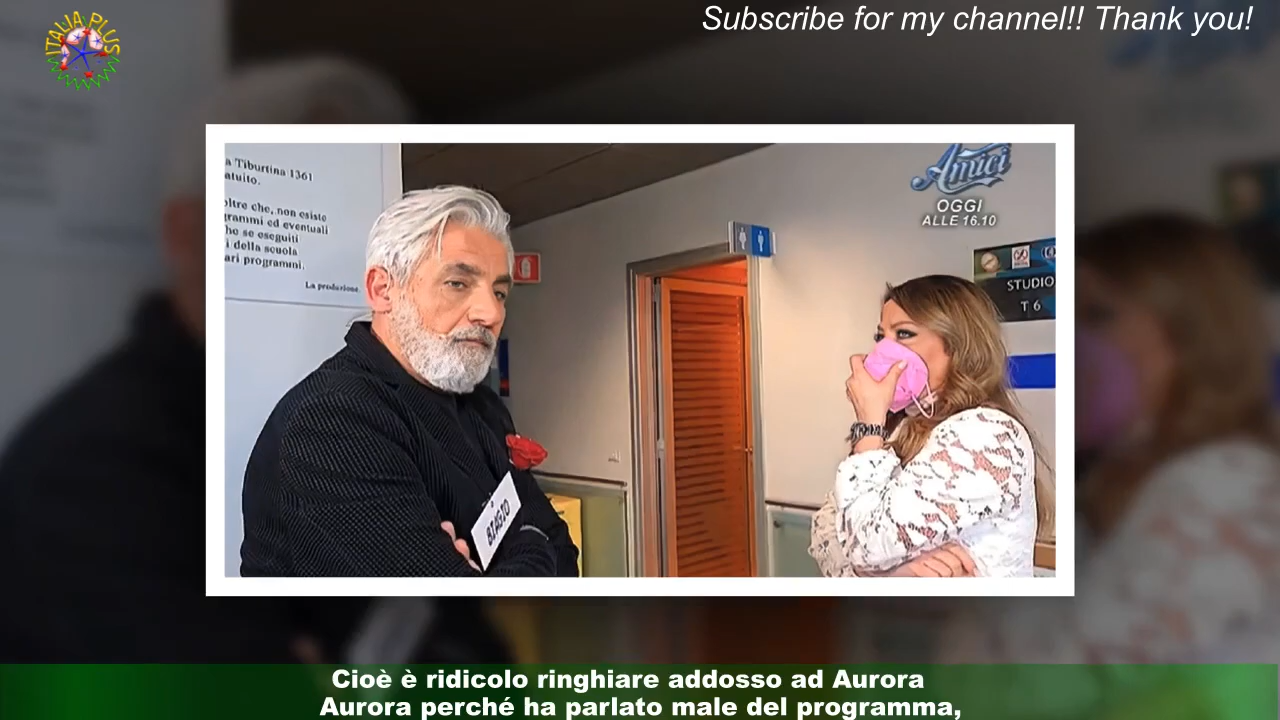 Subscribe for my channel!! Thank you!
ITALIA PLUS
a Tiburtina 1361
atuito.
oltre che, non esiste
grammi ed eventuali
he se eseguiti
i della scuola
ari programmi.
La produzione.
Amici
OGGI
ALLE 16.10
STUDIO
T 6
BIAGIO
Cioè è ridicolo ringhiare addosso ad Aurora
Aurora perché ha parlato male del programma,